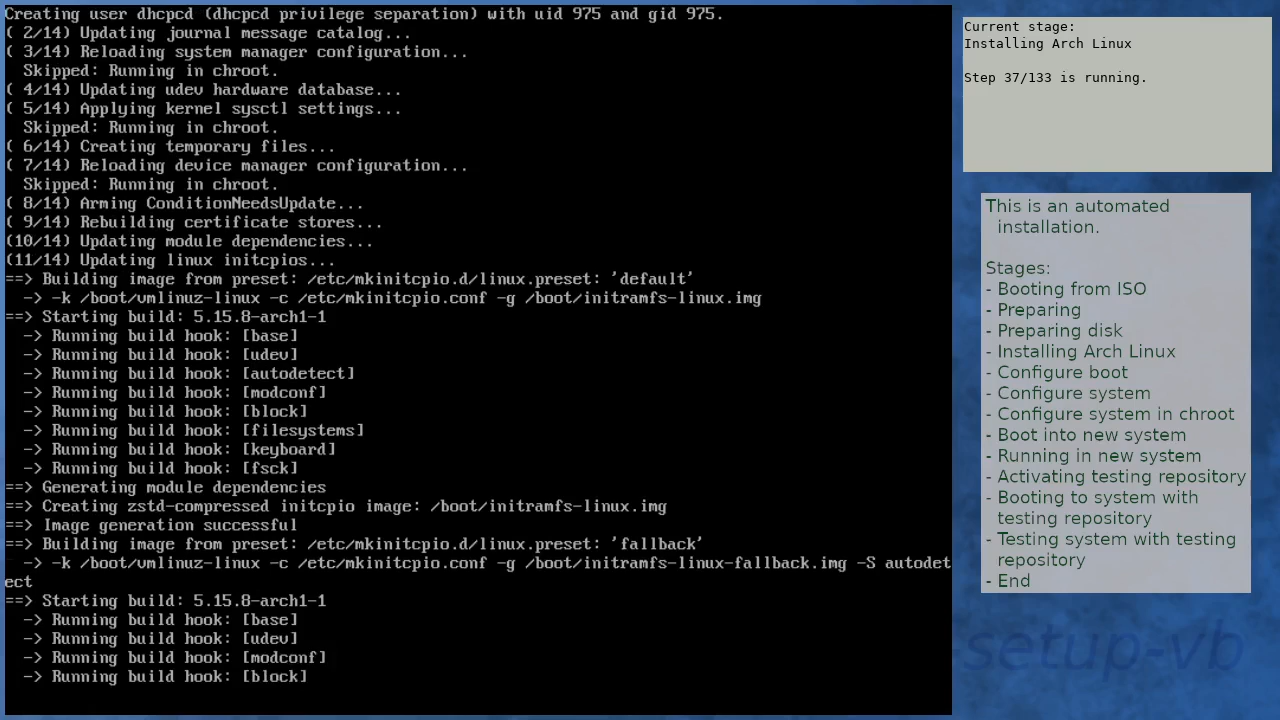 Creating user dhcpcd (dhcpcd privilege separation) with uid 975 and gid 975.
( 2/14) Updating journal message catalog...
( 3/14) Reloading system manager configuration...
  Skipped: Running in chroot.
( 4/14) Updating udev hardware database...
( 5/14) Applying kernel sysctl settings...
  Skipped: Running in chroot.
( 6/14) Creating temporary files...
( 7/14) Reloading device manager configuration...
  Skipped: Running in chroot.
( 8/14) Arming ConditionNeedsUpdate...
( 9/14) Rebuilding certificate stores...
(10/14) Updating module dependencies...
(11/14) Updating linux initcpios...
==> Building image from preset: /etc/mkinitcpio.d/linux.preset: 'default'
  -> -k /boot/vmlinuz-linux -c /etc/mkinitcpio.conf -g /boot/initramfs-linux.img
==> Starting build: 5.15.8-arch1-1
  -> Running build hook: [base]
  -> Running build hook: [udev]
  -> Running build hook: [autodetect]
  -> Running build hook: [modconf]
  -> Running build hook: [block]
  -> Running build hook: [filesystems]
  -> Running build hook: [keyboard]
  -> Running build hook: [fsck]
==> Generating module dependencies
==> Creating zstd-compressed initcpio image: /boot/initramfs-linux.img
==> Image generation successful
==> Building image from preset: /etc/mkinitcpio.d/linux.preset: 'fallback'
  -> -k /boot/vmlinuz-linux -c /etc/mkinitcpio.conf -g /boot/initramfs-linux-fallback.img -S autodet
ect
==> Starting build: 5.15.8-arch1-1
  -> Running build hook: [base]
  -> Running build hook: [udev]
  -> Running build hook: [modconf]
  -> Running build hook: [block]
Current stage:
Installing Arch Linux
Step 37/133 is running.
This is an automated
installation.
Stages:
- Booting from ISO
- Preparing
- Preparing disk
- Installing Arch Linux
- Configure boot
- Configure system
- Configure system in chroot
- Boot into new system
- Running in new system
- Activating testing repository
- Booting to system with
testing repository
- Testing system with testing
repository
- End
-setup-vb